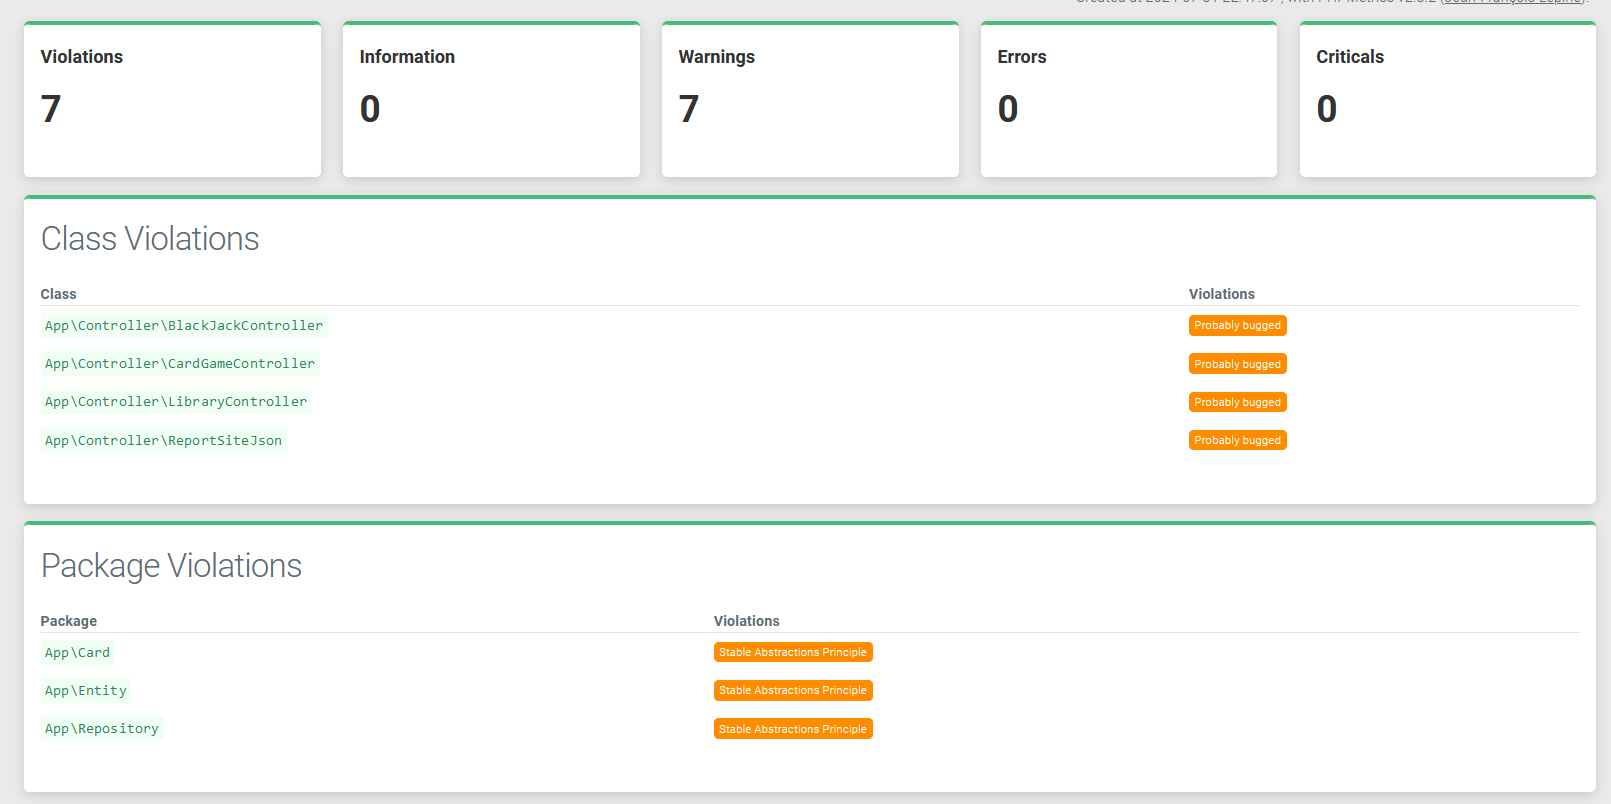 Violations
7
Information
0
Warnings
7
Errors
0
Criticals
0
Class Violations
Class Violations
App\Controller\BlackJackController Probably bugged
App\Controller\CardGameController Probably bugged
App\Controller\LibraryController Probably bugged
App\Controller\ReportSiteJson Probably bugged
Package Violations
Package Violations
App\Card Stable Abstractions Principle
App\Entity Stable Abstractions Principle
App\Repository Stable Abstractions Principle